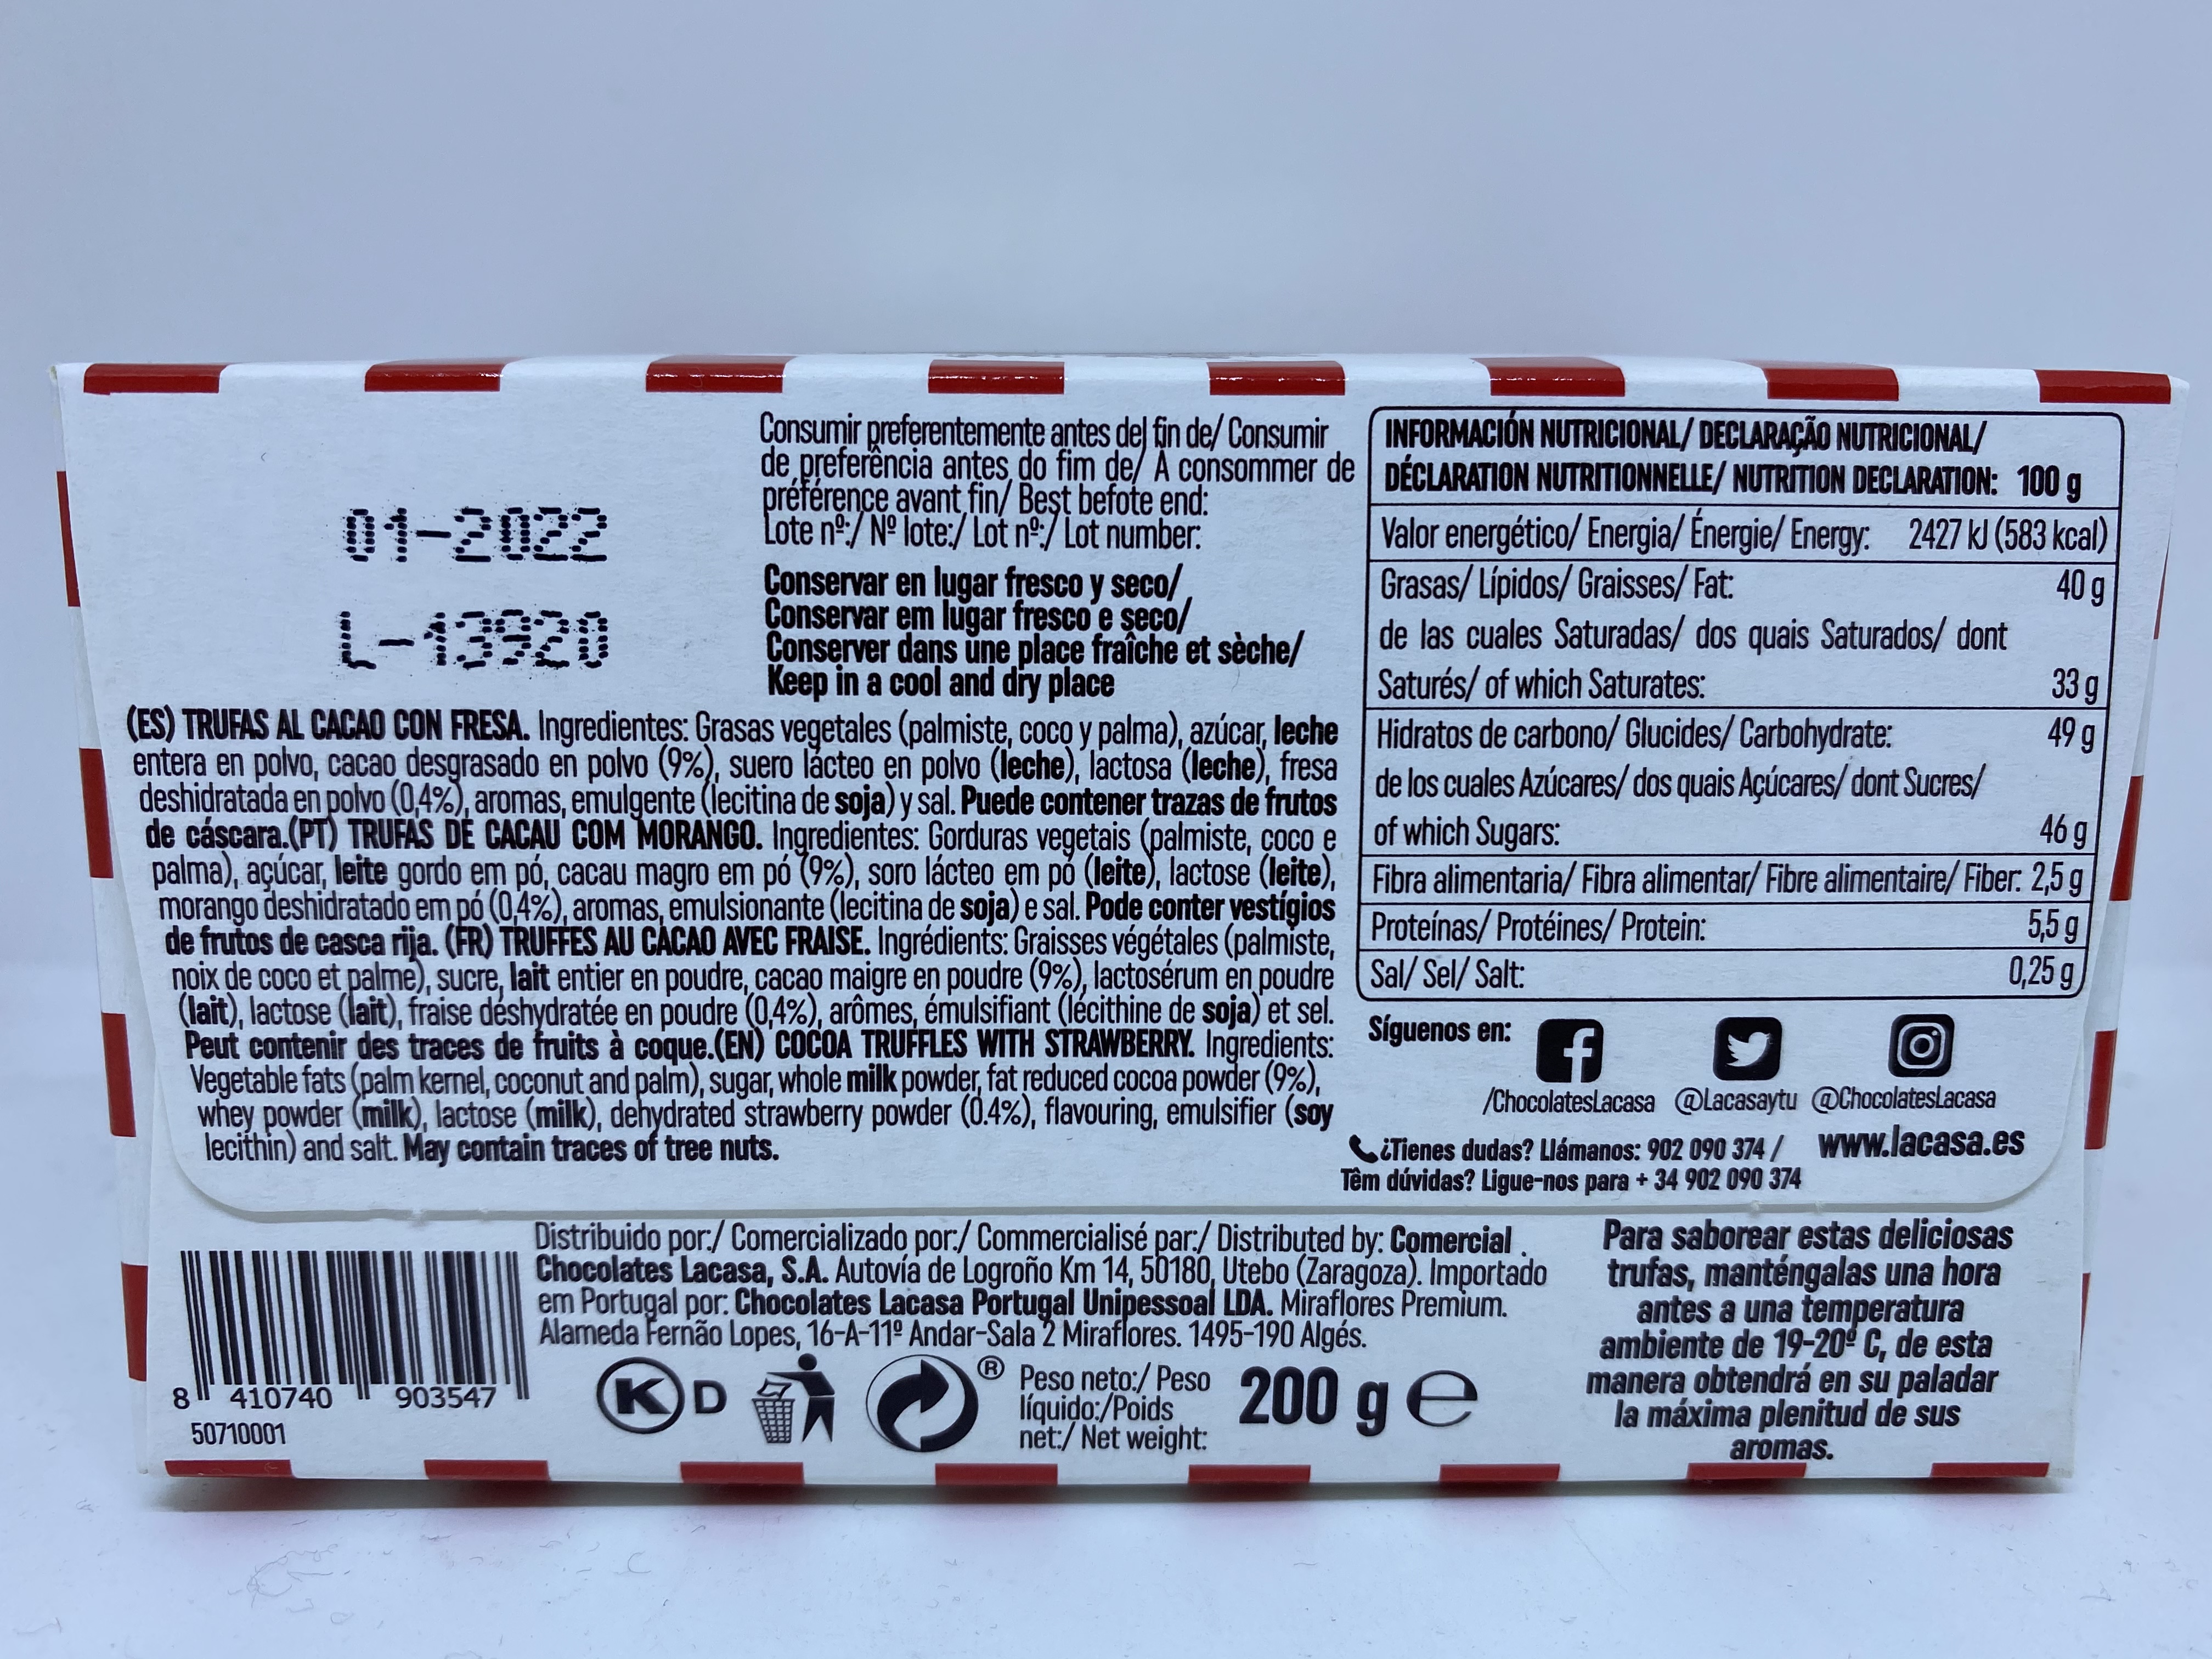 01-2022
L-13920
Consumir preferentemente antes del fin de/ Consumir
de preferência antes do fim de/ À consommer de
préférence avant fin/ Best befote end:
Lote nº:/ Nº lote:/ Lot nº:/ Lot number:
Conservar en lugar fresco y seco/
Conservar em lugar fresco e seco/
Conserver dans une place fraîche et sèche/
Keep in a cool and dry place
(ES) TRUFAS AL CACAO CON FRESA. Ingredientes: Grasas vegetales (palmiste, coco y palma), azúcar, leche
entera en polvo, cacao desgrasado en polvo (9%), suero lácteo en polvo (leche), lactosa (leche), fresa
deshidratada en polvo (0,4%), aromas, emulgente (lecitina de soja) y sal. Puede contener trazas de frutos
de cáscara.(PT) TRUFAS DE CACAU COM MORANGO. Ingredientes: Gorduras vegetais (palmiste, coco e
palma), açúcar, leite gordo em pó, cacau magro em pó (9%), soro lácteo em pó (leite), lactose (leite),
morango deshidratado em pó (0,4%), aromas, emulsionante (lecitina de soja) e sal. Pode conter vestígios
de frutos de casca rija. (FR) TRUFFES AU CACAO AVEC FRAISE. Ingrédients: Graisses végétales (palmiste,
noix de coco et palme), sucre, lait entier en poudre, cacao maigre en poudre (9%), lactosérum en poudre
(lait), lactose (lait), fraise déshydratée en poudre (0,4%), arômes, émulsifiant (lécithine de soja) et sel.
Peut contenir des traces de fruits à coque.(EN) COCOA TRUFFLES WITH STRAWBERRY. Ingredients:
Vegetable fats (palm kernel, coconut and palm), sugar, whole milk powder, fat reduced cocoa powder (9%),
whey powder (milk), lactose (milk), dehydrated strawberry powder (0.4%), flavouring, emulsifier (soy
lecithin) and salt. May contain traces of tree nuts.
INFORMACIÓN NUTRICIONAL/ DECLARAÇÃO NUTRICIONAL/
DÉCLARATION NUTRITIONNELLE/ NUTRITION DECLARATION: 100 g
Valor energético/ Energia/ Énergie/ Energy: 2427 kJ (583 kcal)
Grasas/ Lípidos/ Graisses/ Fat: 40 g
de las cuales Saturadas/ dos quais Saturados/ dont
Saturés/ of which Saturates: 33 g
Hidratos de carbono/ Glucides/ Carbohydrate: 49 g
de los cuales Azúcares/ dos quais Açúcares/ dont Sucres/
of which Sugars: 46 g
Fibra alimentaria/ Fibra alimentar/ Fibre alimentaire/ Fiber: 2,5 g
Proteínas/ Protéines/ Protein: 5,5 g
Sal/ Sel/ Salt: 0,25 g
Síguenos en:
/ChocolatesLacasa @Lacasaytu @ChocolatesLacasa
¿Tienes dudas? Llámanos: 902 090 374 / www.lacasa.es
Têm dúvidas? Ligue-nos para + 34 902 090 374
Distribuido por:/ Comercializado por:/ Commercialisé par:/ Distributed by: Comercial
Chocolates Lacasa, S.A. Autovía de Logroño Km 14, 50180, Utebo (Zaragoza). Importado
em Portugal por: Chocolates Lacasa Portugal Unipessoal LDA. Miraflores Premium.
Alameda Fernão Lopes, 16-A-11º Andar-Sala 2 Miraflores. 1495-190 Algés.
8 410740 903547
50710001
K D
®
Peso neto:/ Peso
líquido:/Poids
net:/ Net weight:
200 g e
Para saborear estas deliciosas
trufas, manténgalas una hora
antes a una temperatura
ambiente de 19-20º C, de esta
manera obtendrá en su paladar
la máxima plenitud de sus
aromas.